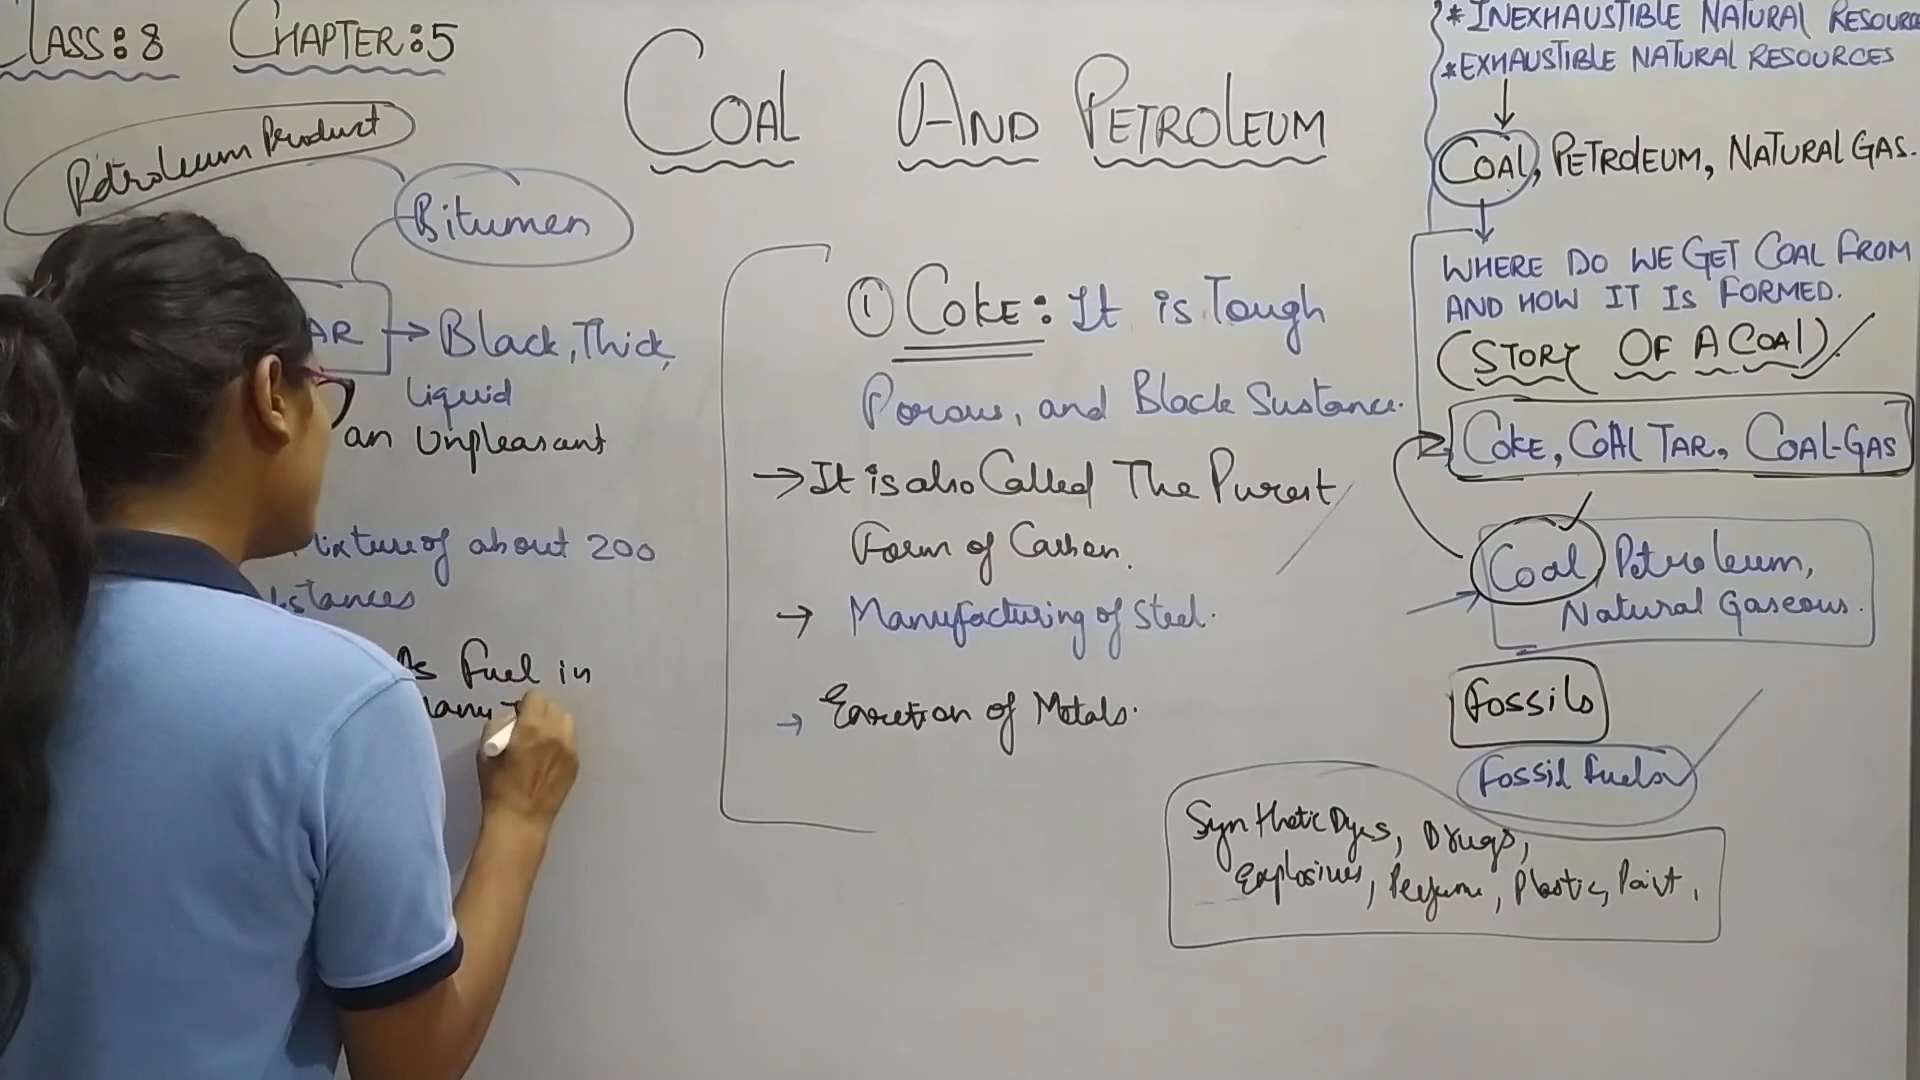 CLASS:8 CHAPTER:5
COAL AND PETROLEUM
Petroleum Product
Bitumen
AR → Black, Thick,
liquid
an Unpleasant
Mixture of about 200
bstances
As Fuel in
any
① COKE: It is Tough
Porous, and Black Sustance.
→ It is also Called The Purest
Form of Carbon.
→ Manufacturing of Steel.
→ of Metals.
* INEXHAUSTIBLE NATURAL RESOURC
* EXHAUSTIBLE NATURAL RESOURCES
COAL, PETROLEUM, NATURAL GAS.
WHERE DO WE GET COAL FROM
AND HOW IT IS FORMED.
(STORY OF A COAL)
COKE, COAL TAR, COAL-GAS
Coal, Petroleum,
Natural Gaseous.
Fossils
Fossil Fuels
Synthetic Dyes, Drugs,
Explosives, Perfume, Plastic, Paint,